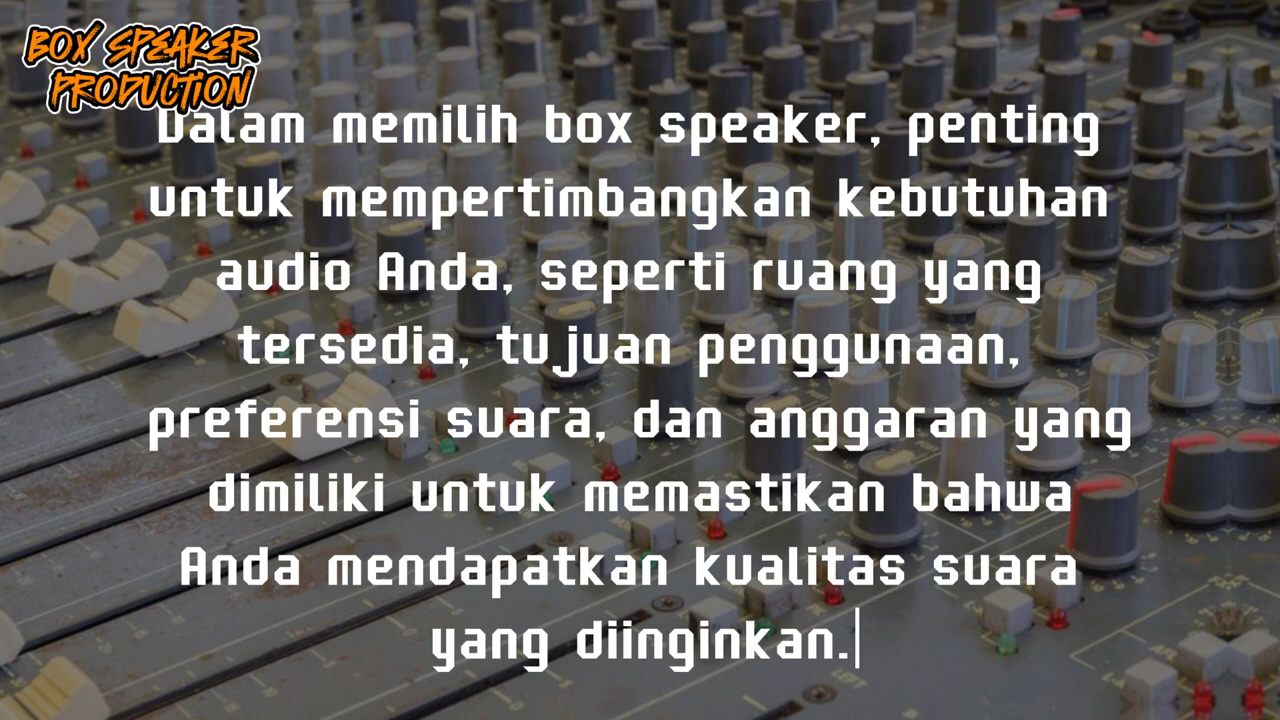 BOX SPEAKER
PRODUCTION
Dalam memilih box speaker, penting
untuk mempertimbangkan kebutuhan
audio Anda, seperti ruang yang
tersedia, tujuan penggunaan,
preferensi suara, dan anggaran yang
dimiliki untuk memastikan bahwa
Anda mendapatkan kualitas suara
yang diinginkan.
LEFT